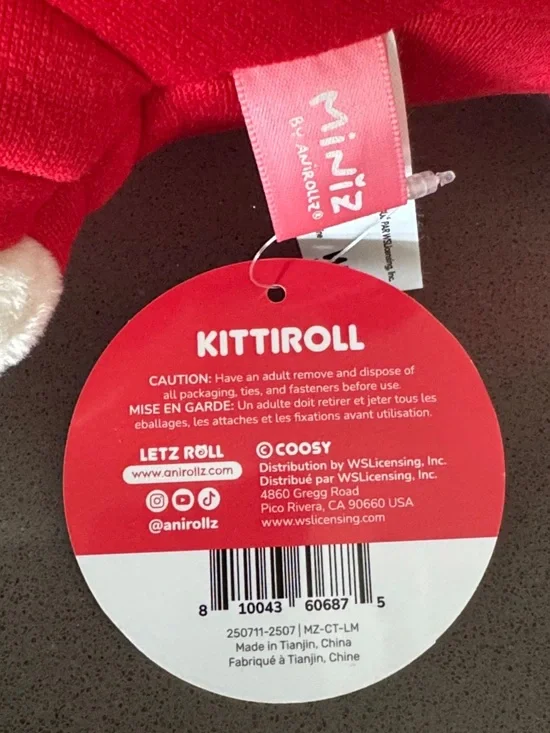 MiNiZ
BY ANiROLLZ®
PAR WSLicensing, Inc.
KITTIROLL
CAUTION: Have an adult remove and dispose of
all packaging, ties, and fasteners before use.
MISE EN GARDE: Un adulte doit retirer et jeter tous les
eballages, les attaches et les fixations avant utilisation.
LETZ ROLL
www.anirollz.com
@anirollz
© COOSY
Distribution by WSLicensing, Inc.
Distribué par WSLicensing, Inc.
4860 Gregg Road
Pico Rivera, CA 90660 USA
www.wslicensing.com
8 10043 60687 5
250711-2507 | MZ-CT-LM
Made in Tianjin, China
Fabriqué à Tianjin, Chine